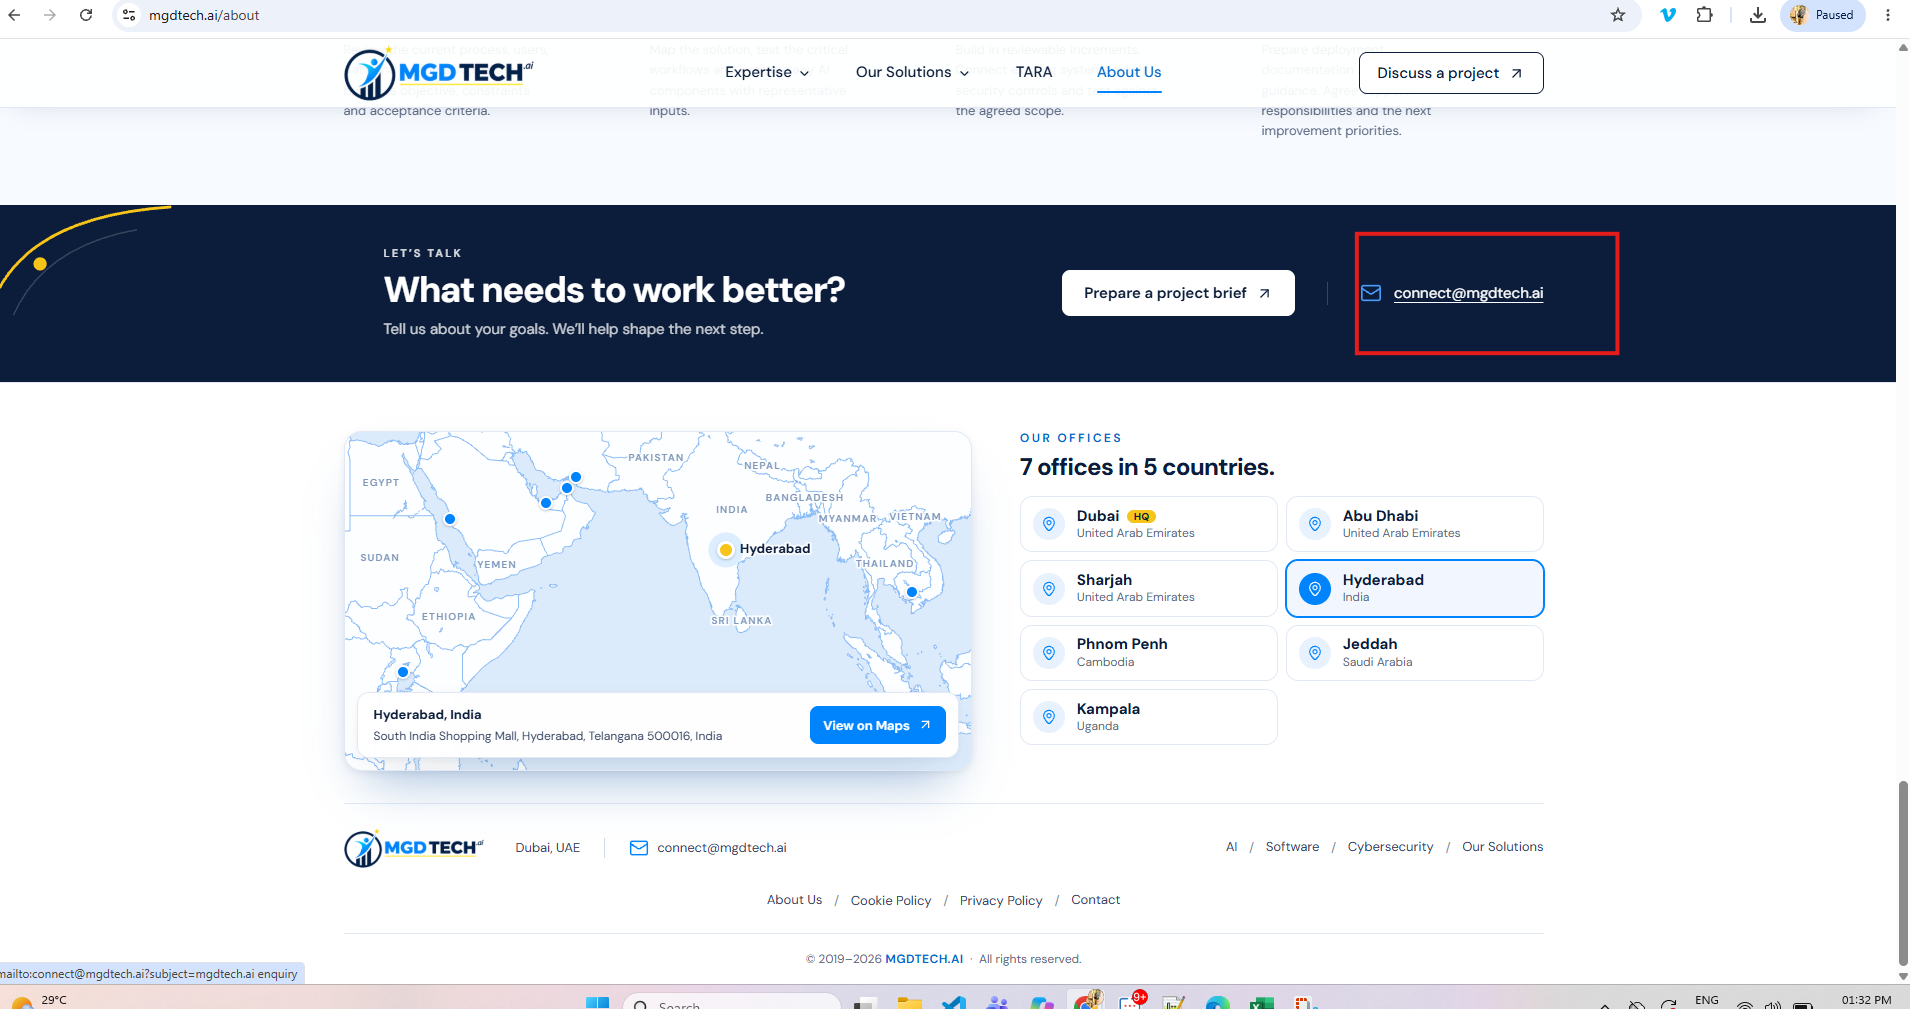 mgdtech.ai/about
Paused
MGD TECH.ai
Expertise
Our Solutions
TARA
About Us
Discuss a project
and acceptance criteria.
inputs.
the agreed scope.
responsibilities and the next
improvement priorities.
LET'S TALK
What needs to work better?
Tell us about your goals. We'll help shape the next step.
Prepare a project brief
connect@mgdtech.ai
EGYPT
SUDAN
YEMEN
ETHIOPIA
PAKISTAN
NEPAL
BANGLADESH
INDIA
MYANMAR
VIETNAM
Hyderabad
THAILAND
SRI LANKA
Hyderabad, India
South India Shopping Mall, Hyderabad, Telangana 500016, India
View on Maps
OUR OFFICES
7 offices in 5 countries.
Dubai HQ
United Arab Emirates
Abu Dhabi
United Arab Emirates
Sharjah
United Arab Emirates
Hyderabad
India
Phnom Penh
Cambodia
Jeddah
Saudi Arabia
Kampala
Uganda
MGD TECH.ai
Dubai, UAE
connect@mgdtech.ai
AI / Software / Cybersecurity / Our Solutions
About Us / Cookie Policy / Privacy Policy / Contact
© 2019–2026 MGDTECH.AI · All rights reserved.
mailto:connect@mgdtech.ai?subject=mgdtech.ai enquiry
29°C
Search
9+
ENG
01:32 PM